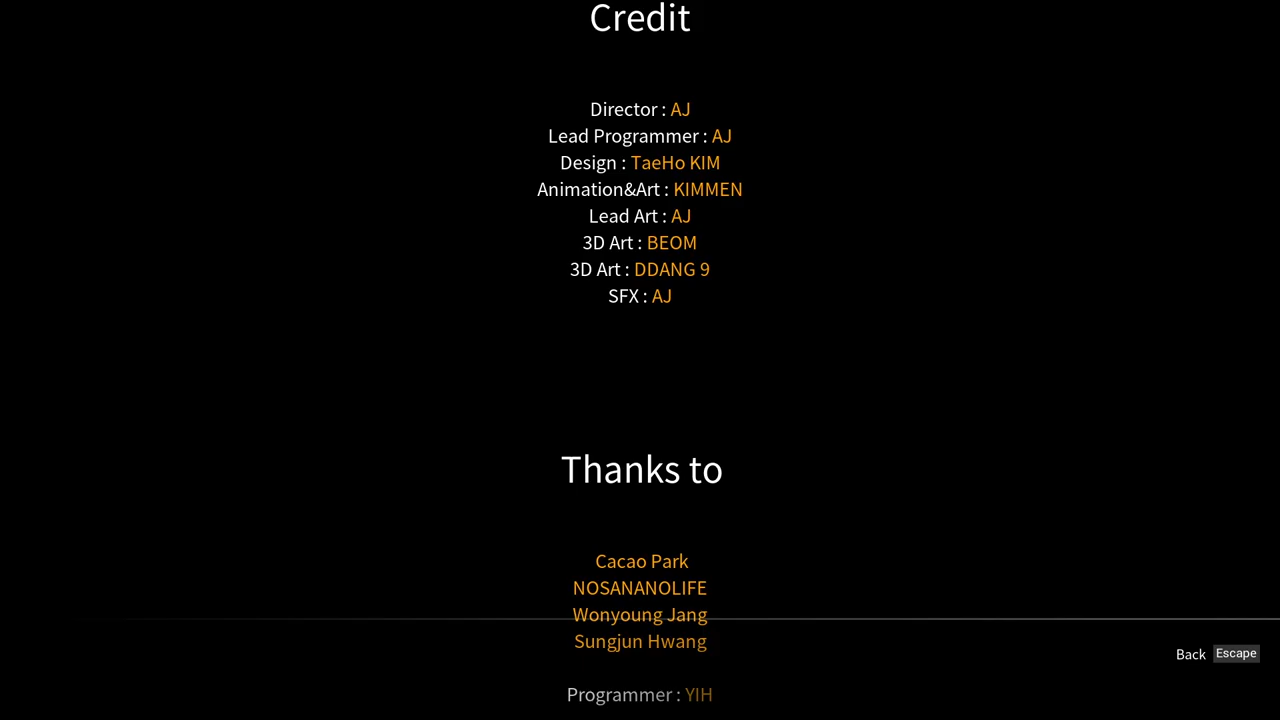 Credit
Director : AJ
Lead Programmer : AJ
Design : TaeHo KIM
Animation&Art : KIMMEN
Lead Art : AJ
3D Art : BEOM
3D Art : DDANG 9
SFX : AJ
Thanks to
Cacao Park
NOSANANOLIFE
Wonyoung Jang
Sungjun Hwang
Back Escape
Programmer : YIH